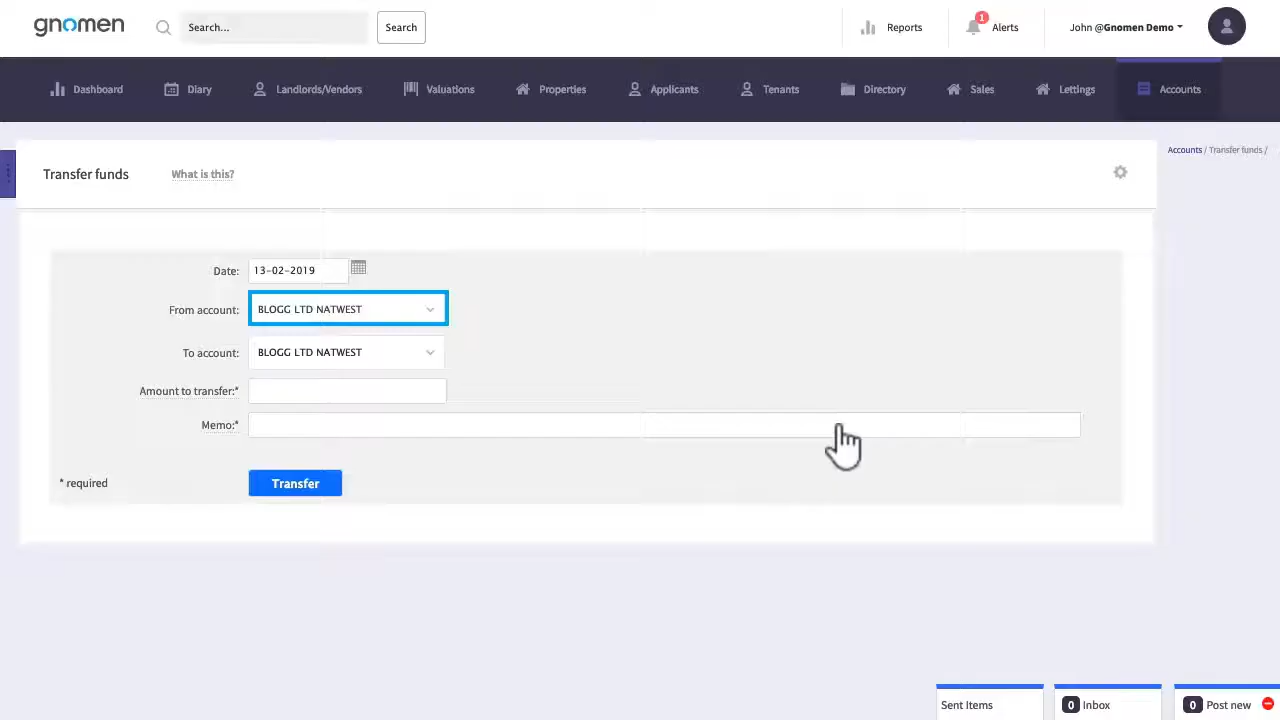 gnomen
Search...
Search
Reports
1
Alerts
John @Gnomen Demo
Dashboard
Diary
Landlords/Vendors
Valuations
Properties
Applicants
Tenants
Directory
Sales
Lettings
Accounts
Accounts / Transfer funds /
Transfer funds
What is this?
Date: 13-02-2019
From account: BLOGG LTD NATWEST
To account: BLOGG LTD NATWEST
Amount to transfer:*
Memo:*
* required
Transfer
Sent Items
0 Inbox
0 Post new